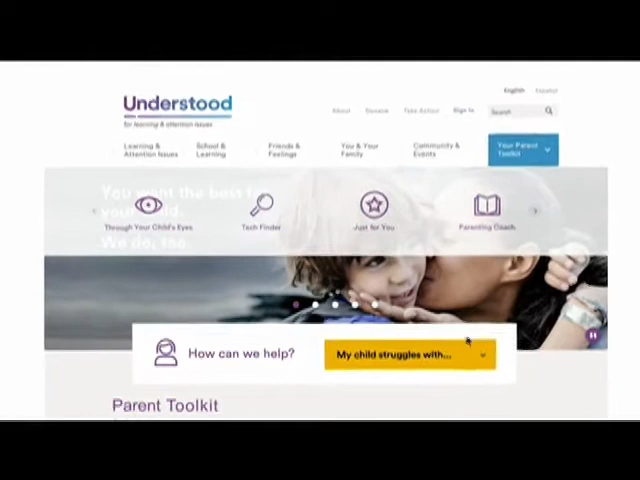 English Español
Understood
for learning & attention issues
About Donate Take Action Sign In Search
Learning & Attention Issues
School & Learning
Friends & Feelings
You & Your Family
Community & Events
Your Parent Toolkit
You want the best for
your child.
We do, too.
Through Your Child's Eyes
Tech Finder
Just for You
Parenting Coach
How can we help?
My child struggles with...
Parent Toolkit